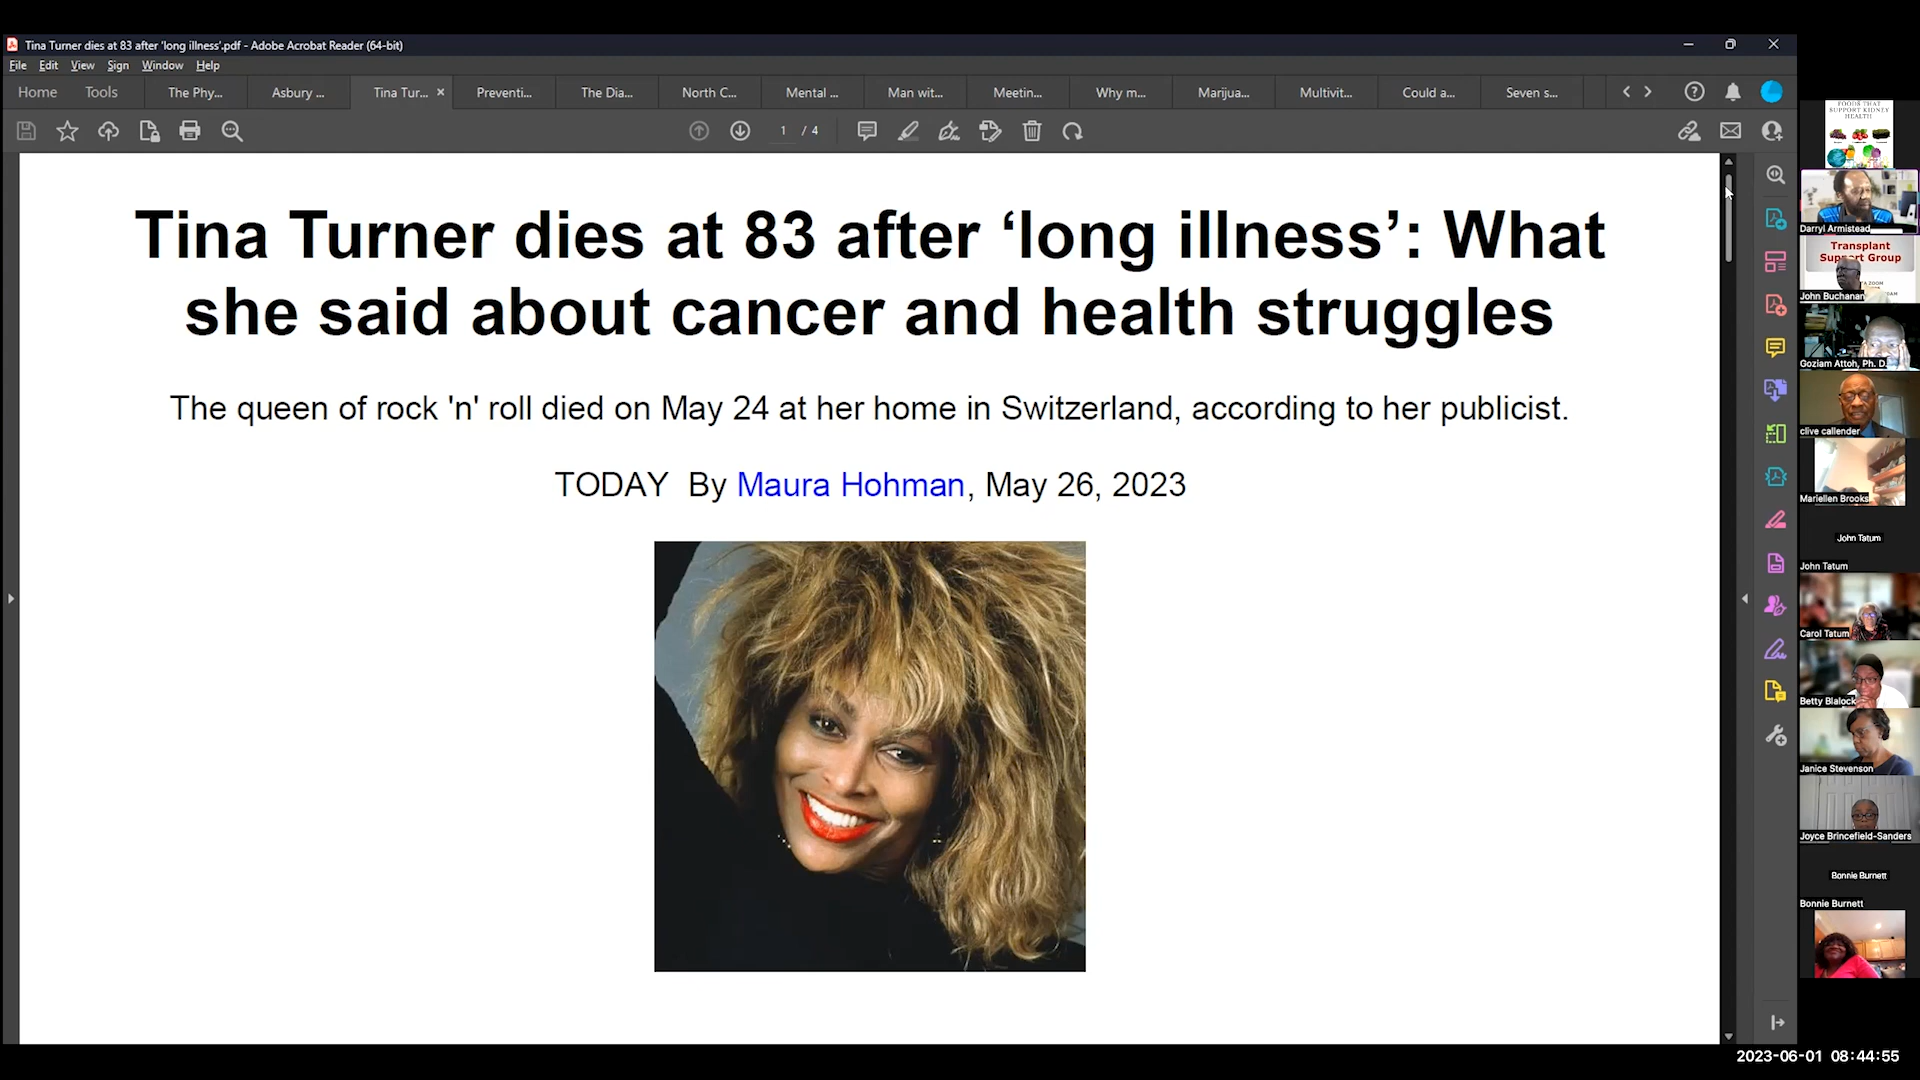 Tina Turner dies at 83 after 'long illness'.pdf - Adobe Acrobat Reader (64-bit)
File Edit View Sign Window Help
Home Tools The Phy... Asbury ... Tina Tur... × Preventi... The Dia... North C... Mental ... Man wit... Meetin... Why m... Marijua... Multivit... Could a... Seven s...
1 / 4
Tina Turner dies at 83 after ‘long illness’: What
she said about cancer and health struggles
The queen of rock 'n' roll died on May 24 at her home in Switzerland, according to her publicist.
TODAY By Maura Hohman, May 26, 2023
FOODS THAT
SUPPORT KIDNEY
HEALTH
Darryl Armistead
Transplant
Support Group
John Buchanan
Goziam Attoh, Ph. D.
clive callender
Mariellen Brooks
John Tatum
John Tatum
Carol Tatum
Betty Blalock
Janice Stevenson
Joyce Brincefield-Sanders
Bonnie Burnett
Bonnie Burnett
2023-06-01 08:44:55